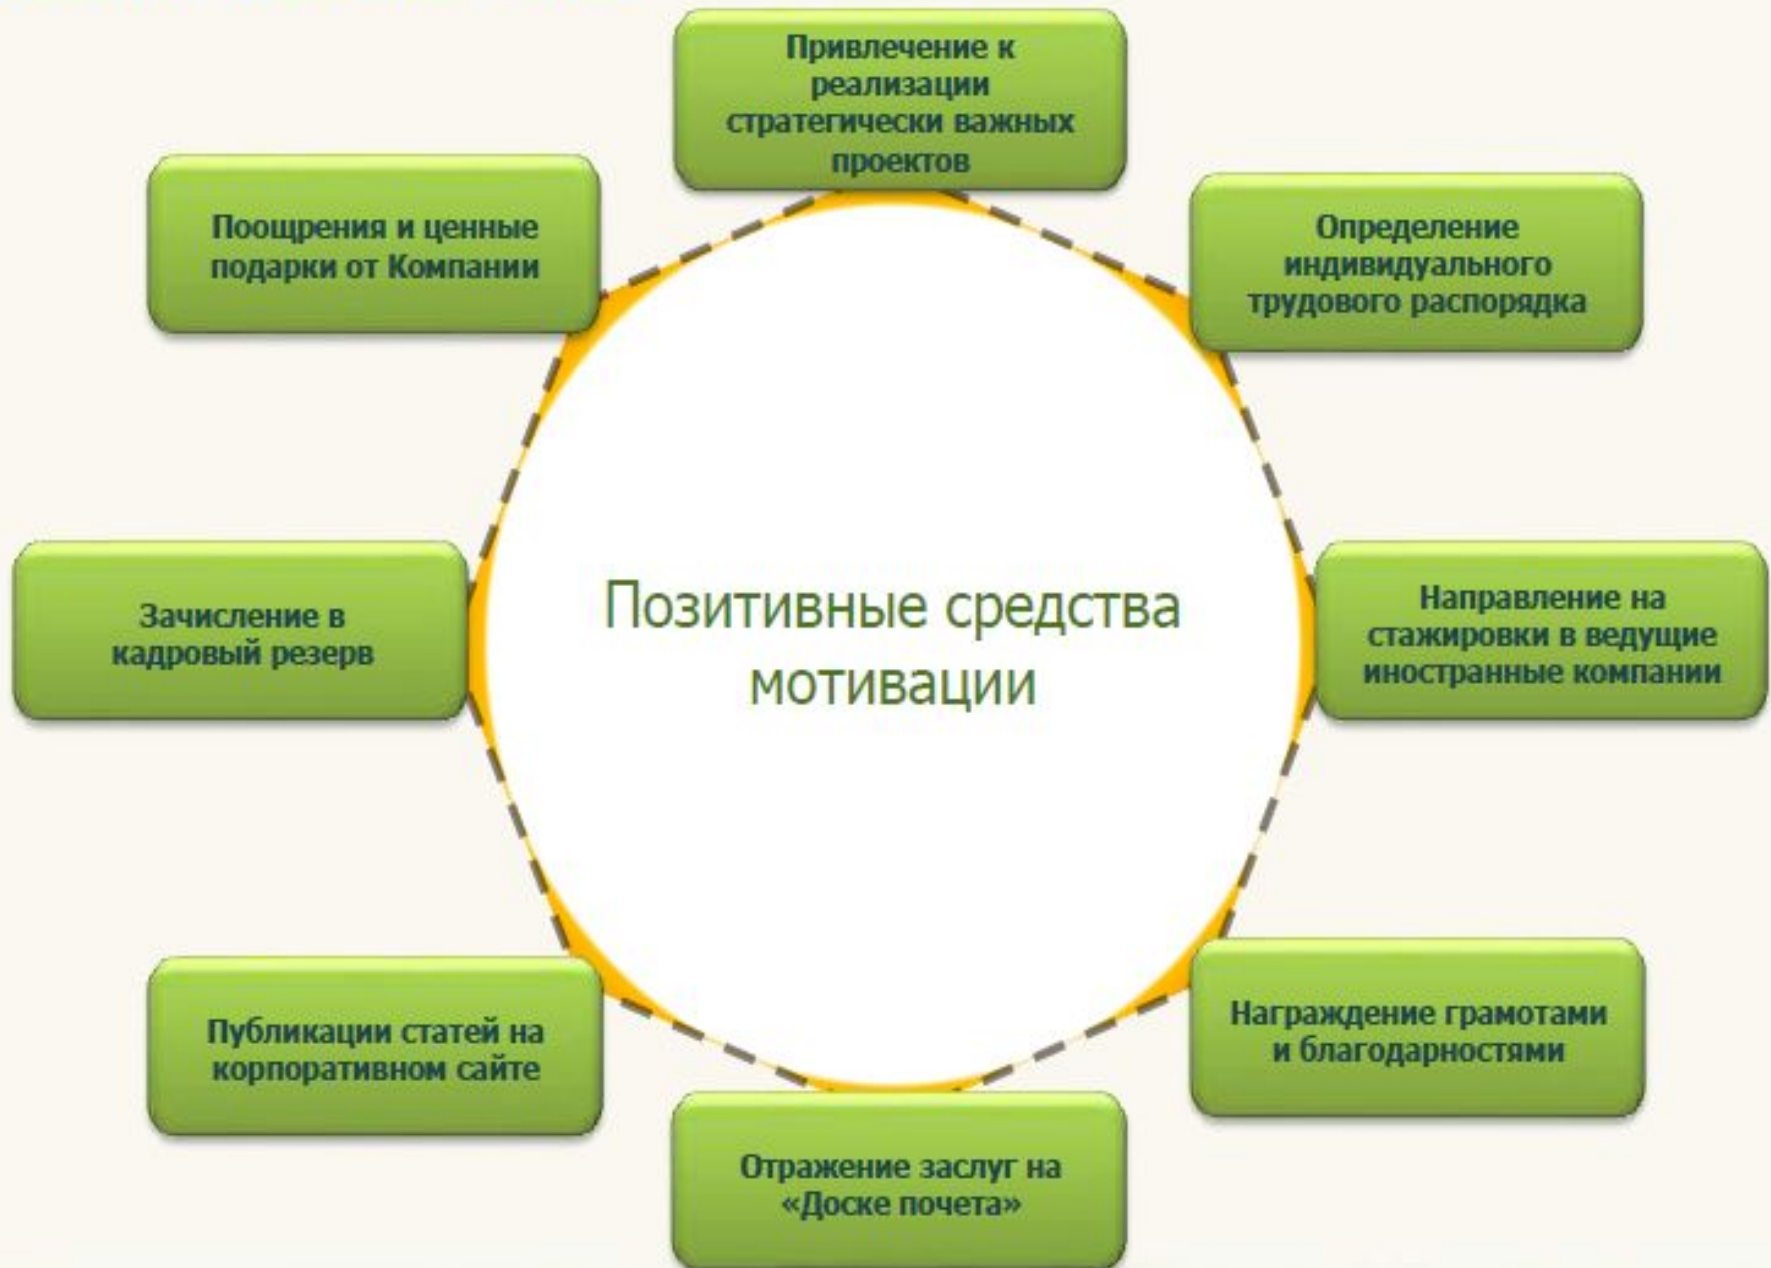 Привлечение к
реализации
стратегически важных
проектов
Поощрения и ценные
подарки от Компании
Определение
индивидуального
трудового распорядка
Зачисление в
кадровый резерв
Позитивные средства
мотивации
Направление на
стажировки в ведущие
иностранные компании
Публикации статей на
корпоративном сайте
Награждение грамотами
и благодарностями
Отражение заслуг на
«Доске почета»